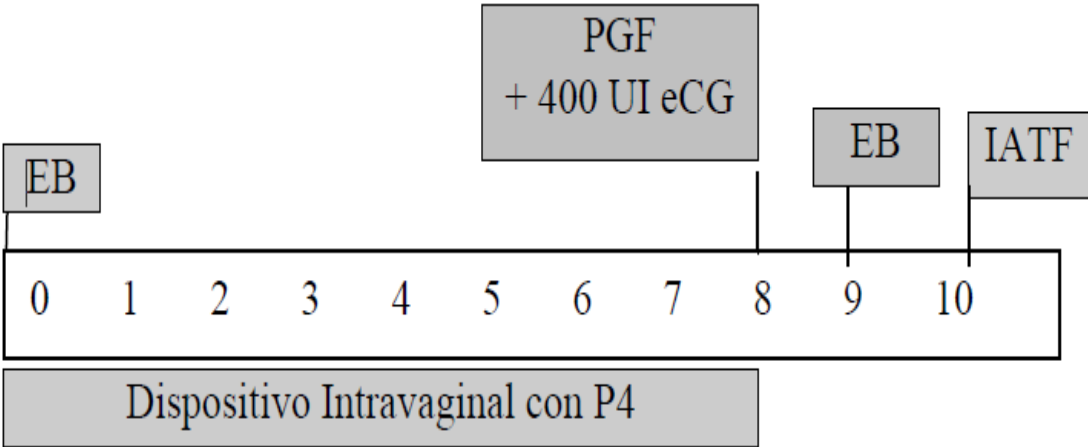 PGF
+ 400 UI eCG
EB
EB
IATF
0 1 2 3 4 5 6 7 8 9 10
Dispositivo Intravaginal con P4